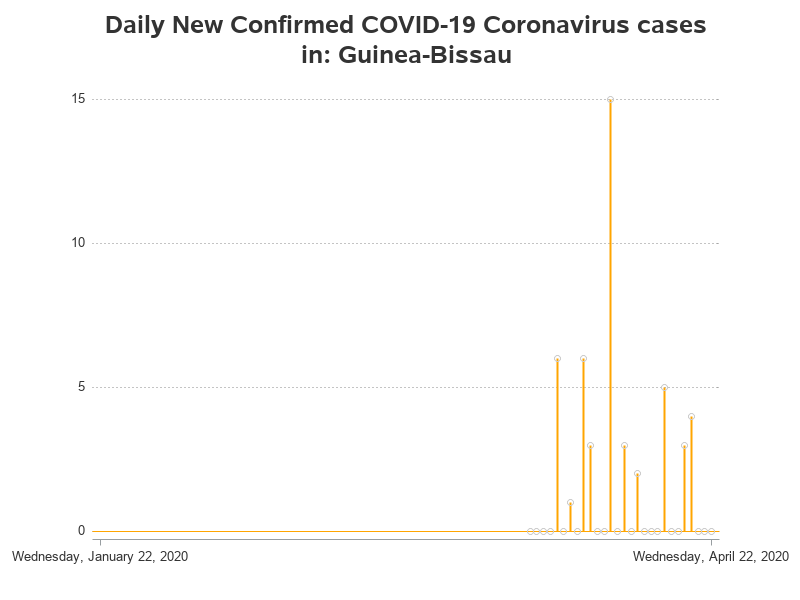 Daily New Confirmed COVID-19 Coronavirus cases
in: Guinea-Bissau
15
10
5
0
Wednesday, January 22, 2020
Wednesday, April 22, 2020